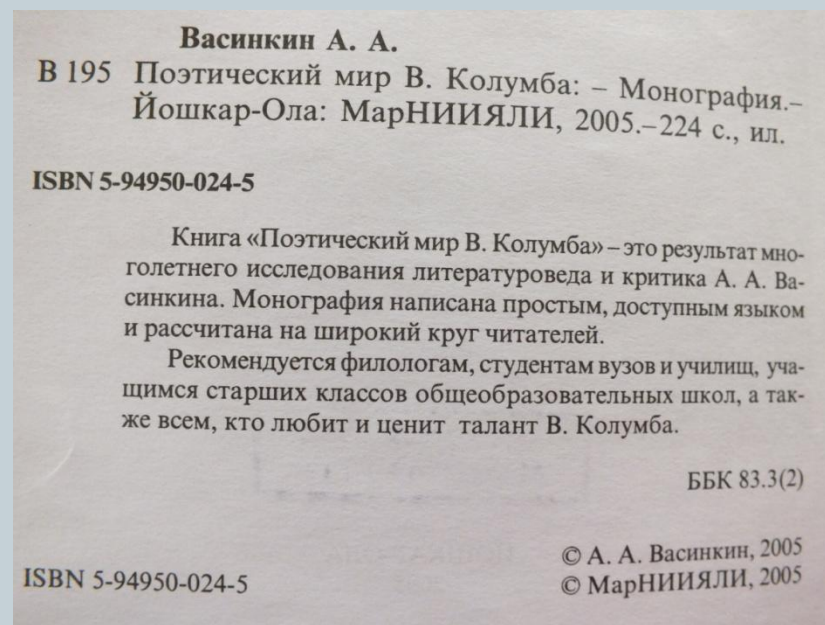 Васинкин А. А.
В 195 Поэтический мир В. Колумба: – Монография.–
Йошкар-Ола: МарНИИЯЛИ, 2005.–224 с., ил.
ISBN 5-94950-024-5
Книга «Поэтический мир В. Колумба» – это результат мно-
голетнего исследования литературоведа и критика А. А. Ва-
синкина. Монография написана простым, доступным языком
и рассчитана на широкий круг читателей.
Рекомендуется филологам, студентам вузов и училищ, уча-
щимся старших классов общеобразовательных школ, а так-
же всем, кто любит и ценит талант В. Колумба.
ББК 83.3(2)
© А. А. Васинкин, 2005
ISBN 5-94950-024-5
© МарНИИЯЛИ, 2005